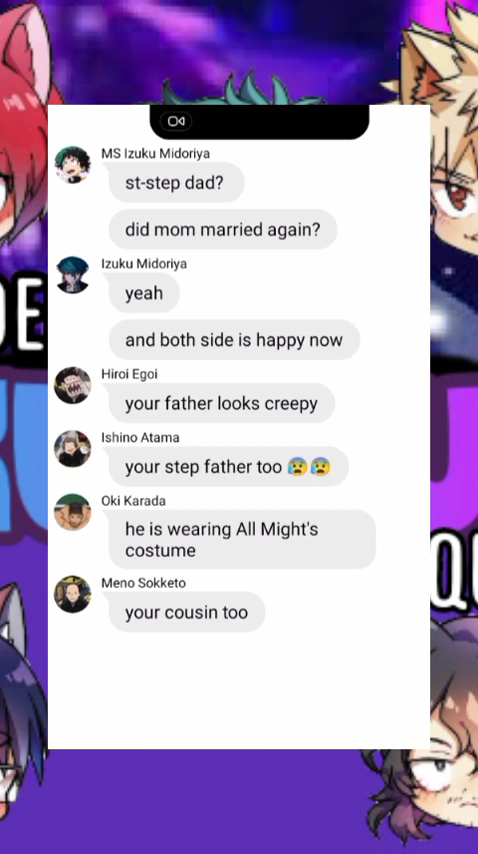 MS Izuku Midoriya
st-step dad?
did mom married again?
Izuku Midoriya
yeah
and both side is happy now
Hiroi Egoi
your father looks creepy
Ishino Atama
your step father too 😰😰
Oki Karada
he is wearing All Might's
costume
Meno Sokketo
your cousin too